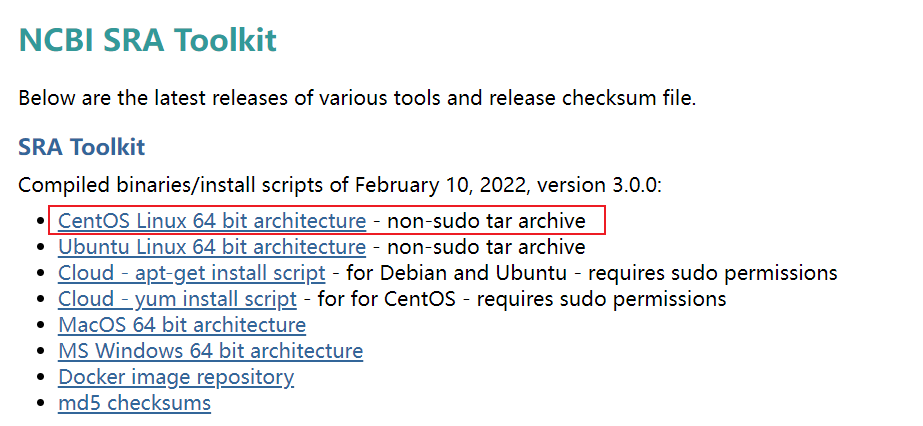 NCBI SRA Toolkit
Below are the latest releases of various tools and release checksum file.
SRA Toolkit
Compiled binaries/install scripts of February 10, 2022, version 3.0.0:
• CentOS Linux 64 bit architecture - non-sudo tar archive
• Ubuntu Linux 64 bit architecture - non-sudo tar archive
• Cloud - apt-get install script - for Debian and Ubuntu - requires sudo permissions
• Cloud - yum install script - for for CentOS - requires sudo permissions
• MacOS 64 bit architecture
• MS Windows 64 bit architecture
• Docker image repository
• md5 checksums